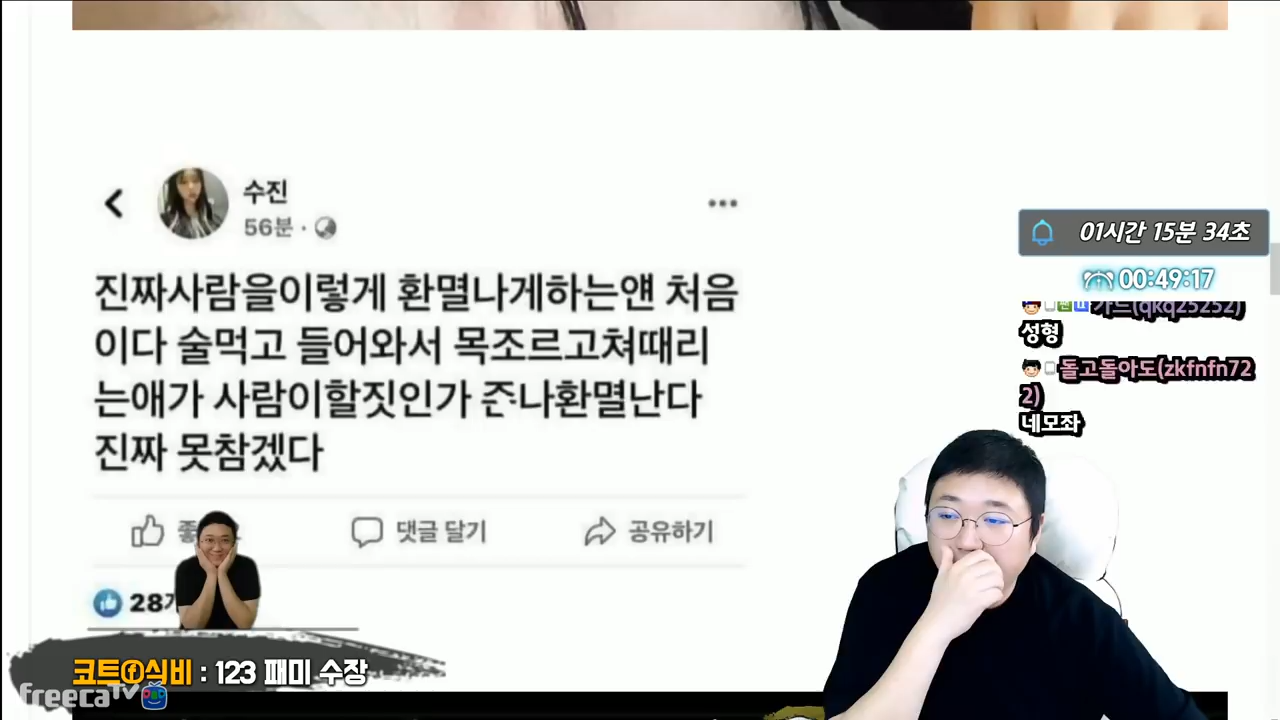 수진
56분 ·
진짜사람을이렇게 환멸나게하는얜 처음
이다 술먹고 들어와서 목조르고쳐때리
는애가 사람이할짓인가 존나환멸난다
진짜 못참겠다
댓글 달기
공유하기
01시간 15분 34초
00:49:17
가드(qkq25252)
성형
돌고돌아도(zkfnfn72
2)
네모좌
코트ⓕ식비 : 123 패미 수장
freecaTV